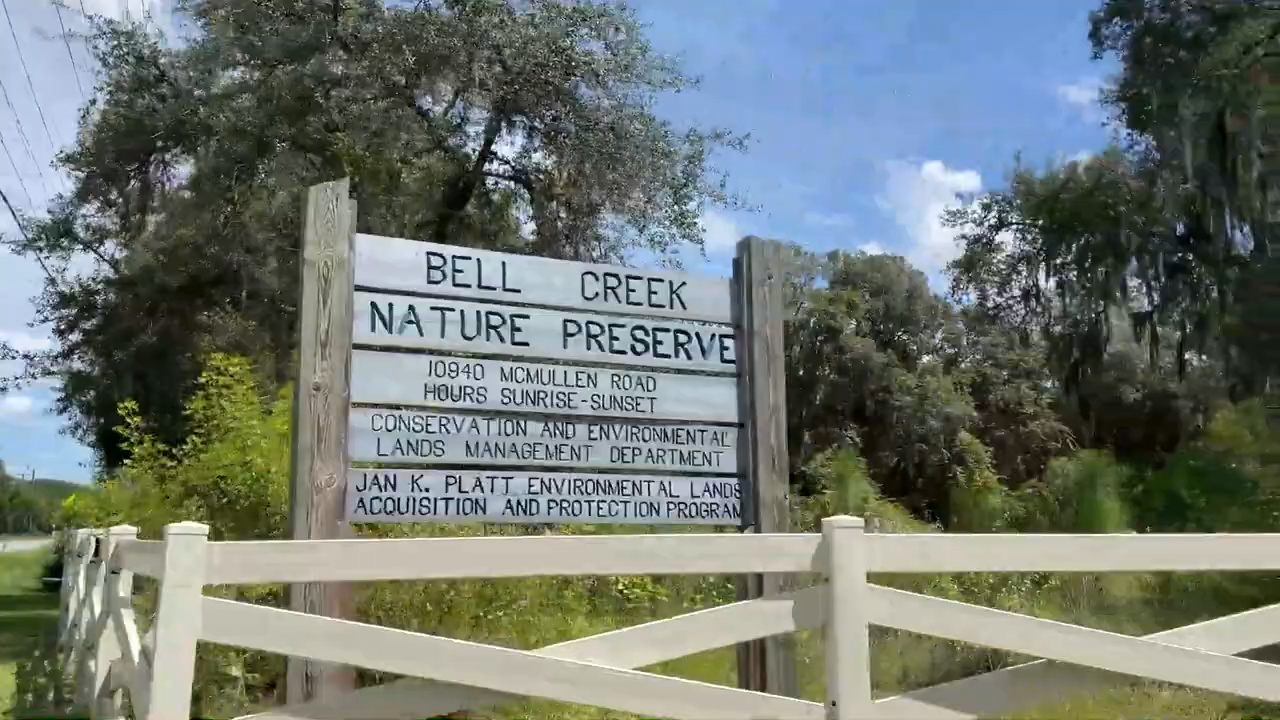 BELL CREEK
NATURE PRESERVE
10940 MCMULLEN ROAD
HOURS SUNRISE-SUNSET
CONSERVATION AND ENVIRONMENTAL
LANDS MANAGEMENT DEPARTMENT
JAN K. PLATT ENVIRONMENTAL LANDS
ACQUISITION AND PROTECTION PROGRAM